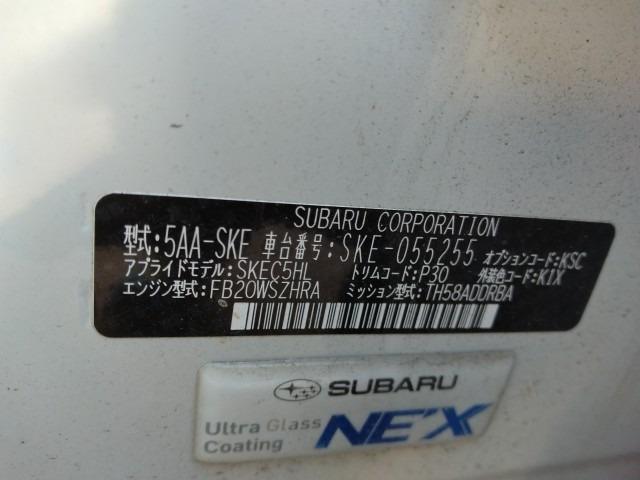 SUBARU CORPORATION
型式:5AA-SKE 車台番号:SKE-055255 オプションコード:KSC
アプライドモデル:SKEC5HL トリムコード:P30 外装色コード:K1X
エンジン型式:FB20WSZHRA ミッション型式:TH58ADDRBA
SUBARU
Ultra Glass Coating NE'X